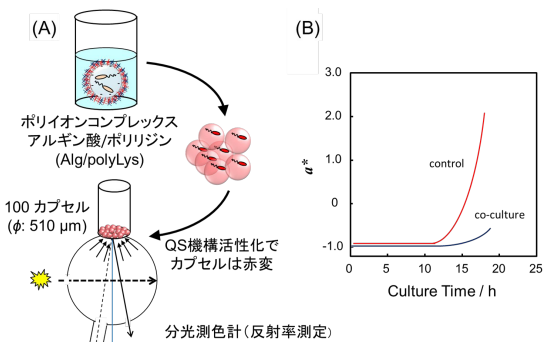 (A)
ポリイオンコンプレックス
アルギン酸/ポリリジン
(Alg/polyLys)
100 カプセル
(ϕ: 510 μm)
QS機構活性化で
カプセルは赤変
分光測色計(反射率測定)
(B)
3.0
2.0
1.0
0
-1.0
a*
control
co-culture
0
5
10
15
20
25
Culture Time / h